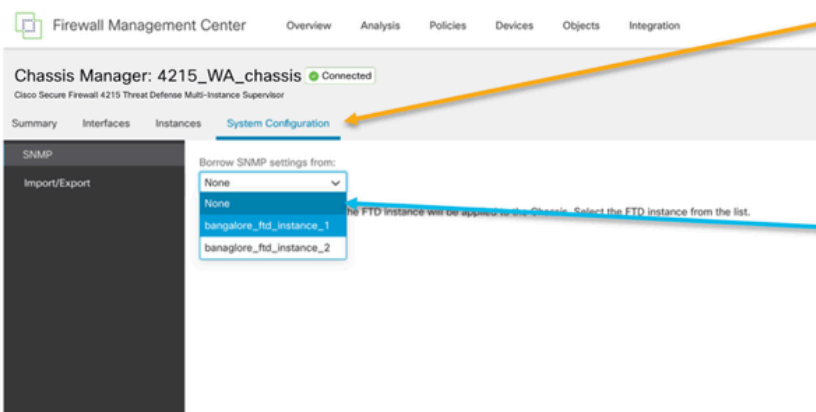 Firewall Management Center Overview Analysis Policies Devices Objects Integration
Chassis Manager: 4215_WA_chassis Connected
Cisco Secure Firewall 4215 Threat Defense Multi-Instance Supervisor
Summary Interfaces Instances System Configuration
SNMP
Import/Export
Borrow SNMP settings from:
None
None
he FTD instance will be applied to the Chassis. Select the FTD instance from the list.
bangalore_ftd_instance_1
banaglore_ftd_instance_2